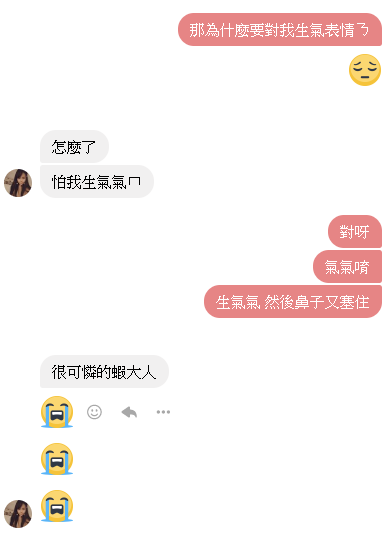 那為什麼要對我生氣表情ㄋ
怎麼了
怕我生氣氣ㄇ
對呀
氣氣唷
生氣氣 然後鼻子又塞住
很可憐的蝦大人